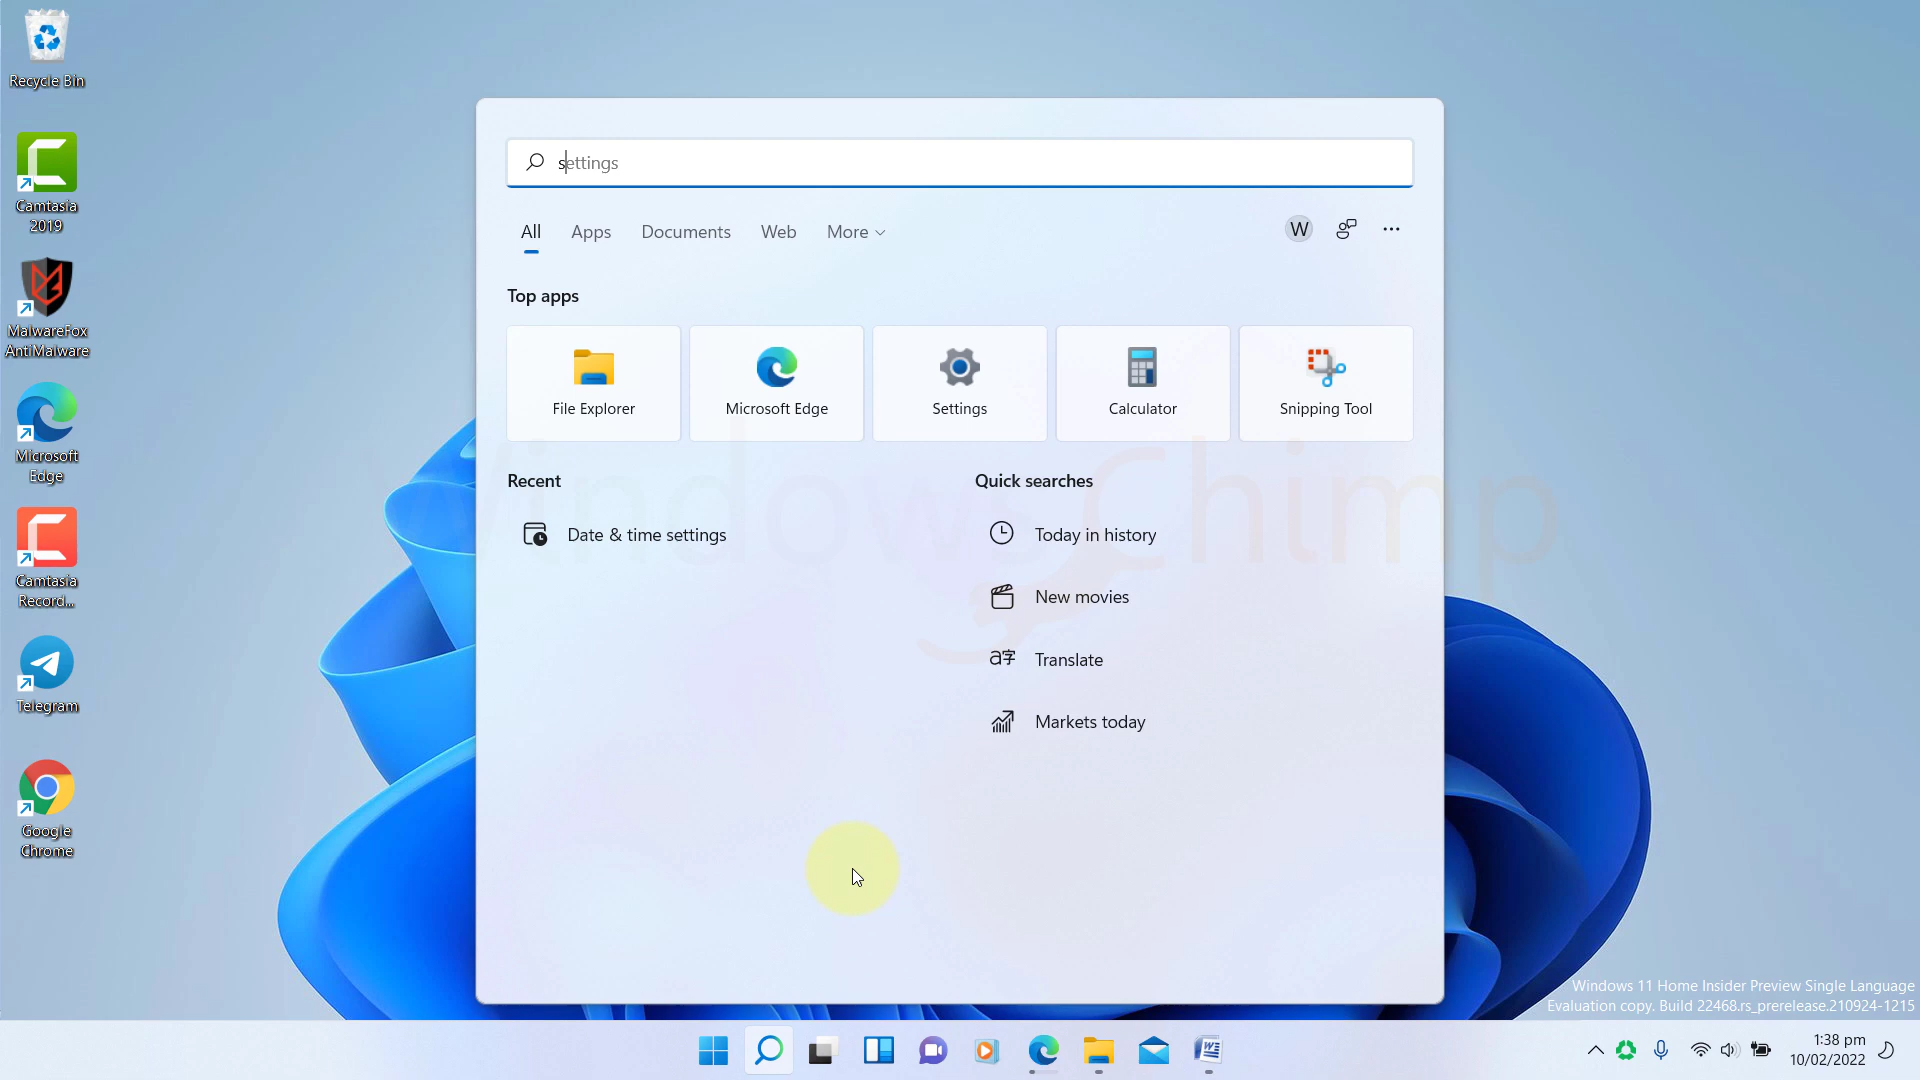 Recycle Bin
Camtasia
2019
MalwareFox
AntiMalware
Microsoft
Edge
Camtasia
Record...
Telegram
Google
Chrome
settings
All Apps Documents Web More
W
Top apps
File Explorer Microsoft Edge Settings Calculator Snipping Tool
Recent
Date & time settings
Quick searches
Today in history
New movies
Translate
Markets today
Windows Chimp
Windows 11 Home Insider Preview Single Language
Evaluation copy. Build 22468.rs_prerelease.210924-1215
1:38 pm
10/02/2022